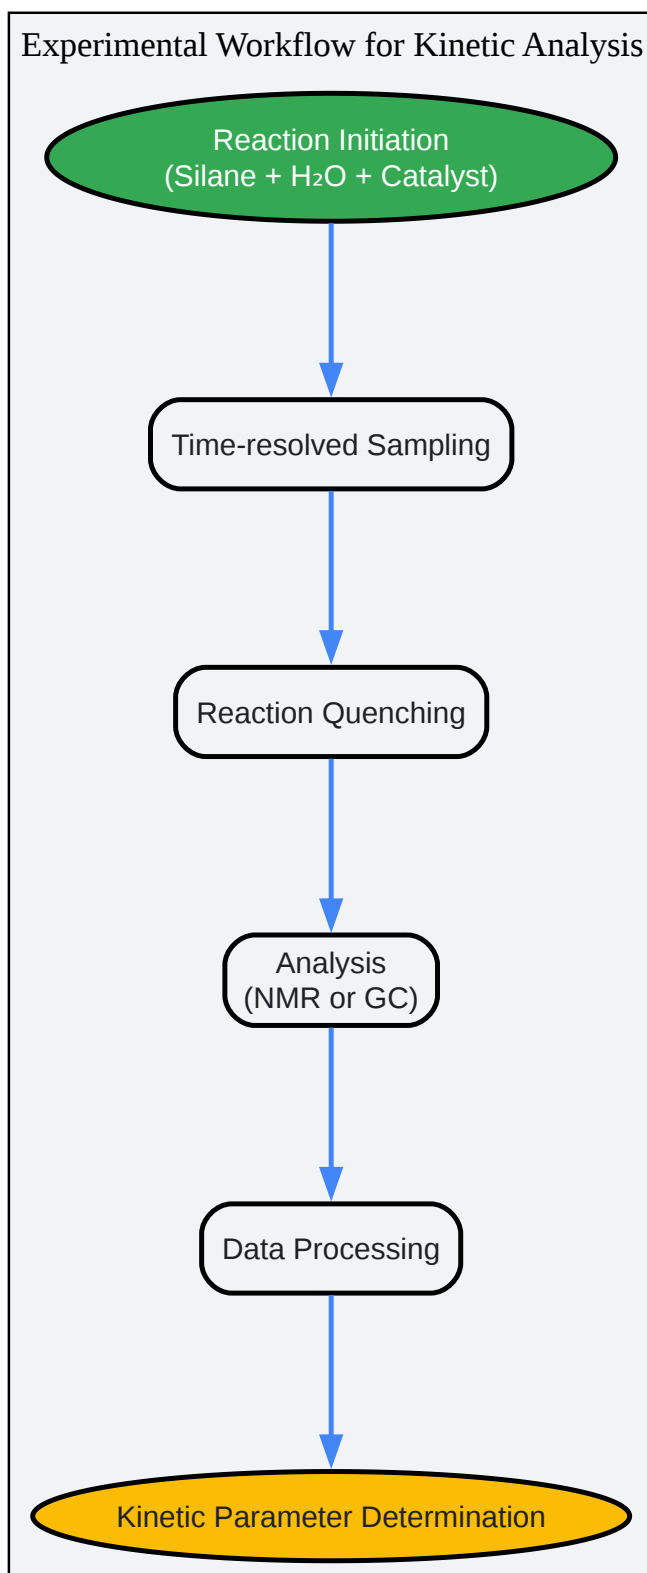 Experimental Workflow for Kinetic Analysis
Reaction Initiation
(Silane + H₂O + Catalyst)
Time-resolved Sampling
Reaction Quenching
Analysis
(NMR or GC)
Data Processing
Kinetic Parameter Determination